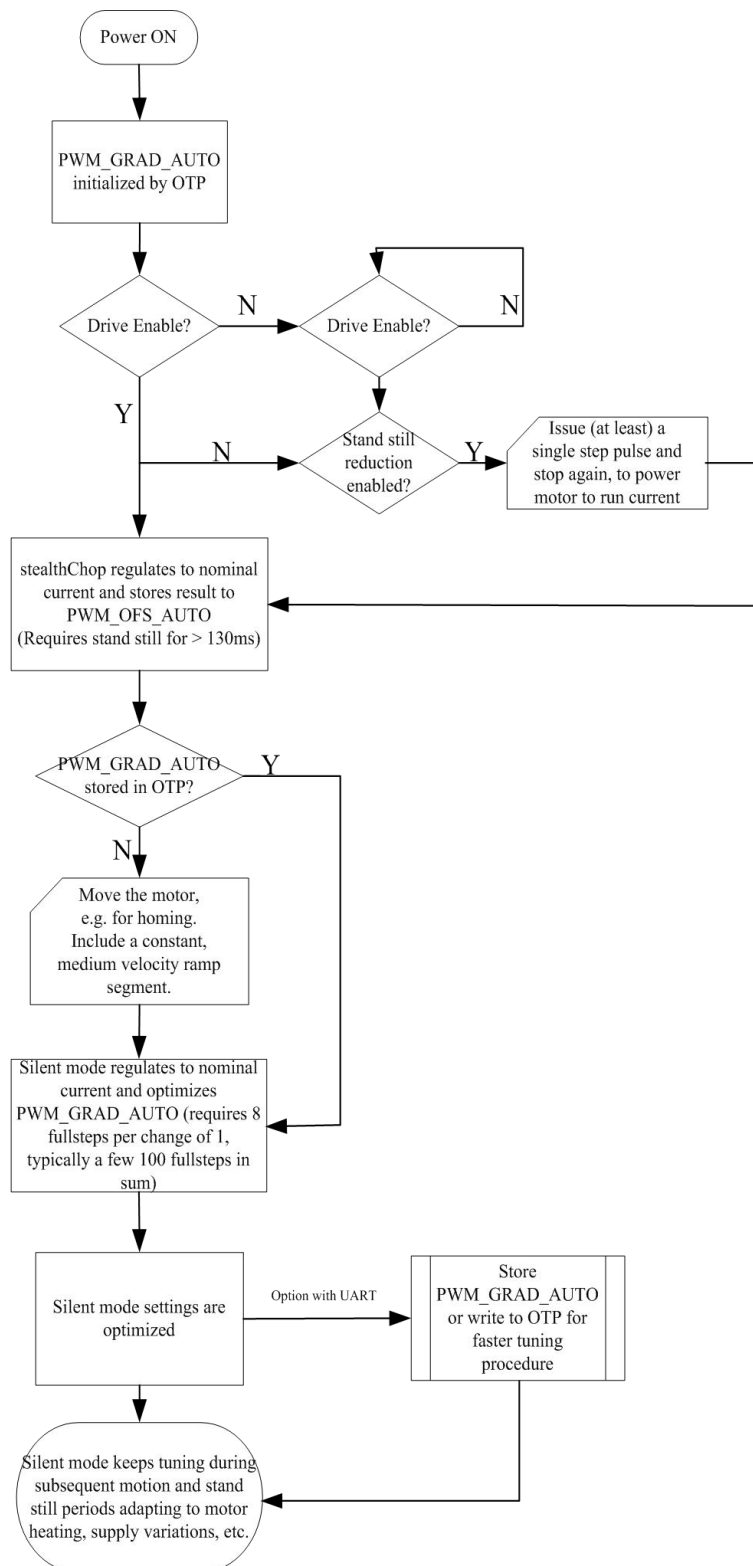 Power ON
PWM_GRAD_AUTO
initialized by OTP
Drive Enable?
N
Drive Enable?
N
Y
N
Stand still
reduction
enabled?
Y
Issue (at least) a
single step pulse and
stop again, to power
motor to run current
stealthChop regulates to nominal
current and stores result to
PWM_OFS_AUTO
(Requires stand still for > 130ms)
PWM_GRAD_AUTO
stored in OTP?
Y
N
Move the motor,
e.g. for homing.
Include a constant,
medium velocity ramp
segment.
Silent mode regulates to nominal
current and optimizes
PWM_GRAD_AUTO (requires 8
fullsteps per change of 1,
typically a few 100 fullsteps in
sum)
Silent mode settings are
optimized
Option with UART
Store
PWM_GRAD_AUTO
or write to OTP for
faster tuning
procedure
Silent mode keeps tuning during
subsequent motion and stand
still periods adapting to motor
heating, supply variations, etc.